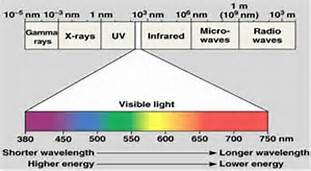 10⁻⁵ nm 10⁻³ nm 1 nm 10³ nm 10⁶ nm 1 m (10⁹ nm) 10³ m
Gamma rays X-rays UV Infrared Micro-waves Radio waves
Visible light
380 450 500 550 600 650 700 750 nm
Shorter wavelength Longer wavelength
Higher energy Lower energy